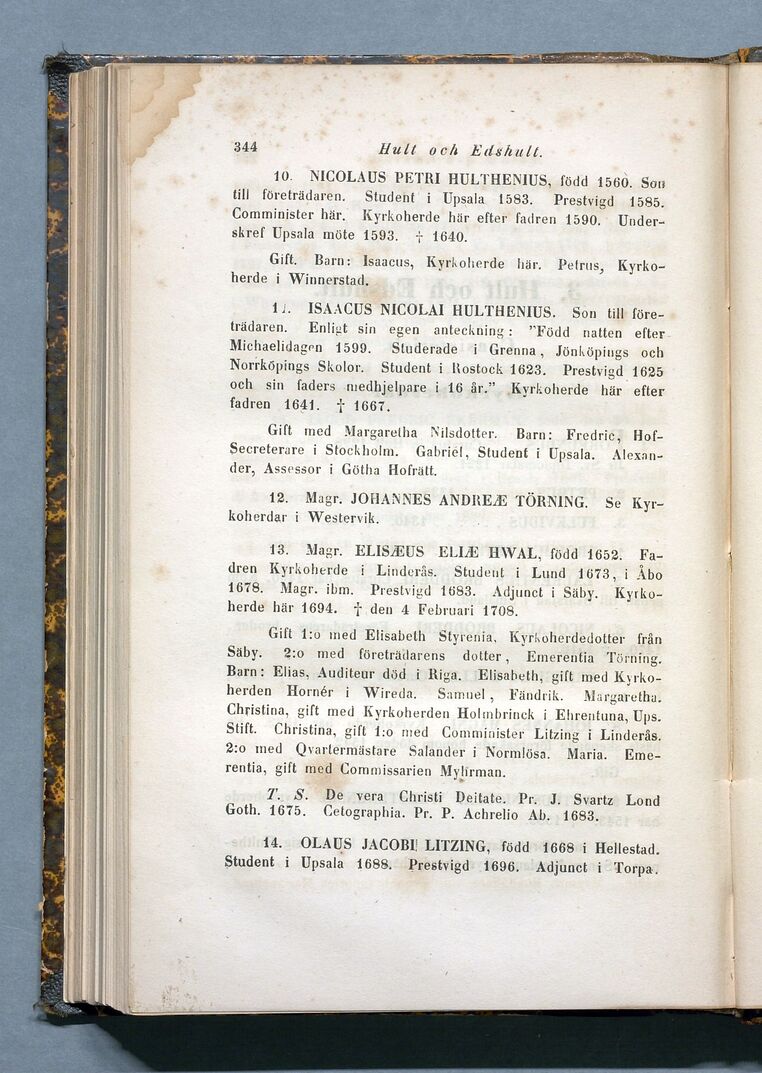 344 Hult och Edshult.
10. NICOLAUS PETRI HULTHENIUS, född 1560. Son
till företrädaren. Student i Upsala 1583. Prestvigd 1585.
Comminister här. Kyrkoherde här efter fadren 1590. Under-
skref Upsala möte 1593. † 1640.
Gift. Barn: Isaacus, Kyrkoherde här. Petrus, Kyrko-
herde i Winnerstad.
11. ISAACUS NICOLAI HULTHENIUS. Son till före-
trädaren. Enligt sin egen anteckning: "Född natten efter
Michaelidagen 1599. Studerade i Grenna, Jönköpings och
Norrköpings Skolor. Student i Rostock 1623. Prestvigd 1625
och sin faders medhjelpare i 16 år." Kyrkoherde här efter
fadren 1641. † 1667.
Gift med Margaretha Nilsdotter. Barn: Fredric, Hof-
Secreterare i Stockholm. Gabriel, Student i Upsala. Alexan-
der, Assessor i Götha Hofrätt.
12. Magr. JOHANNES ANDREÆ TÖRNING. Se Kyr-
koherdar i Westervik.
13. Magr. ELISÆUS ELIÆ HWAL, född 1652. Fa-
dren Kyrkoherde i Linderås. Student i Lund 1673, i Åbo
1678. Magr. ibm. Prestvigd 1683. Adjunct i Säby. Kyrko-
herde här 1694. † den 4 Februari 1708.
Gift 1:o med Elisabeth Styrenia, Kyrkoherdedotter från
Säby. 2:o med företrädarens dotter, Emerentia Törning.
Barn: Elias, Auditeur död i Riga. Elisabeth, gift med Kyrko-
herden Hornér i Wireda. Samuel, Fändrik. Margaretha.
Christina, gift med Kyrkoherden Holmbrinck i Ehrentuna, Ups.
Stift. Christina, gift 1:o med Comminister Litzing i Linderås.
2:o med Qvartermästare Salander i Normlösa. Maria. Eme-
rentia, gift med Commissarien Myhrman.
T. S. De vera Christi Deitate. Pr. J. Svartz Lond
Goth. 1675. Cetographia. Pr. P. Achrelio Ab. 1683.
14. OLAUS JACOBI LITZING, född 1668 i Hellestad.
Student i Upsala 1688. Prestvigd 1696. Adjunct i Torpa.